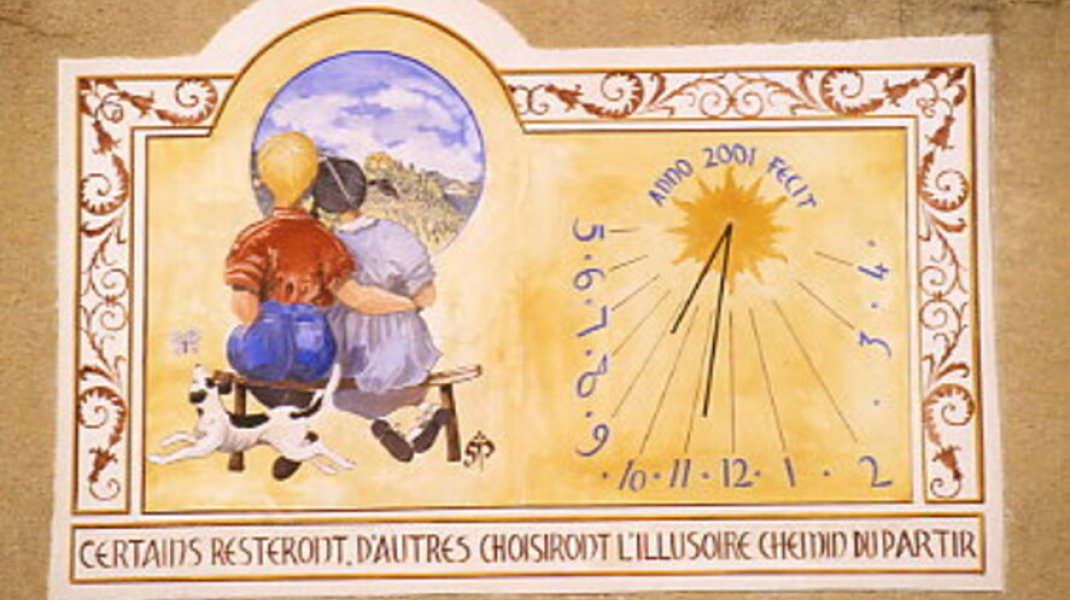 ANNO 2001 FECIT
5
6
7
8
9
10 · 11 · 12 · 1 · 2
3
4
CERTAINS RESTERONT, D'AUTRES CHOISIRONT L'ILLUSOIRE CHEMIN DU PARTIR